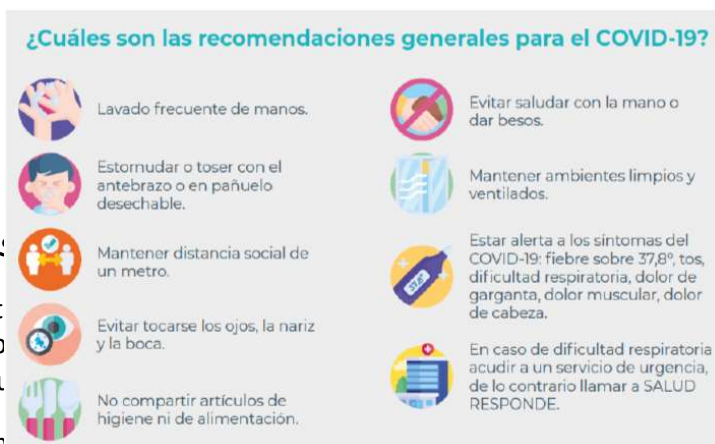 ¿Cuáles son las recomendaciones generales para el COVID-19?
Lavado frecuente de manos.
Estornudar o toser con el
antebrazo o en pañuelo
desechable.
Mantener distancia social de
un metro.
Evitar tocarse los ojos, la nariz
y la boca.
No compartir artículos de
higiene ni de alimentación.
Evitar saludar con la mano o
dar besos.
Mantener ambientes limpios y
ventilados.
Estar alerta a los síntomas del
COVID-19: fiebre sobre 37,8°, tos,
dificultad respiratoria, dolor de
garganta, dolor muscular, dolor
de cabeza.
37,8°
En caso de dificultad respiratoria
acudir a un servicio de urgencia,
de lo contrario llamar a SALUD
RESPONDE.